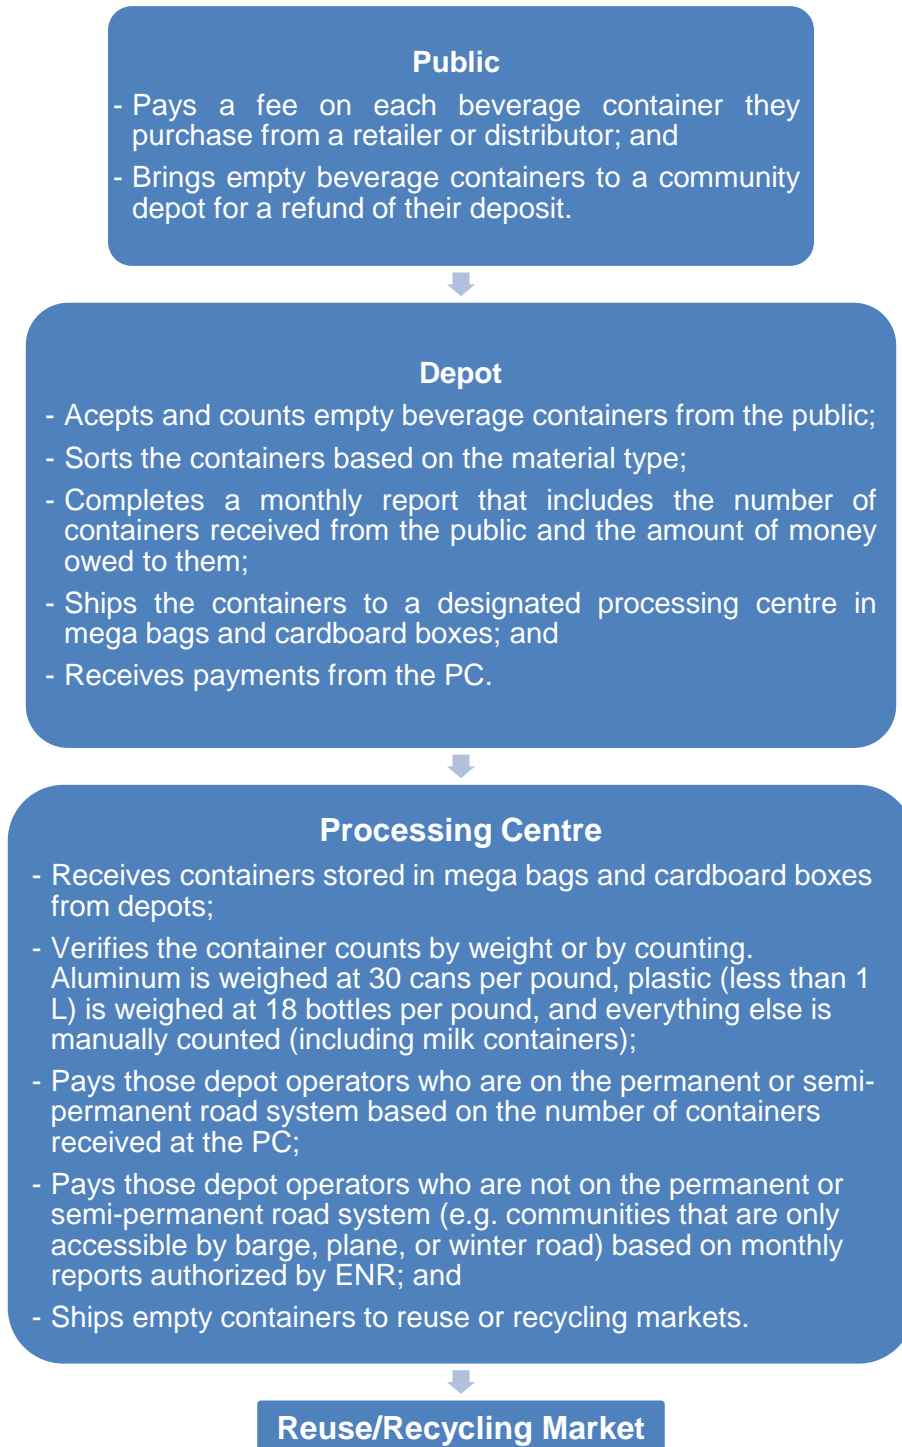 Public
- Pays a fee on each beverage container they
purchase from a retailer or distributor; and
- Brings empty beverage containers to a community
depot for a refund of their deposit.
Depot
- Acepts and counts empty beverage containers from the public;
- Sorts the containers based on the material type;
- Completes a monthly report that includes the number of
containers received from the public and the amount of money
owed to them;
- Ships the containers to a designated processing centre in
mega bags and cardboard boxes; and
- Receives payments from the PC.
Processing Centre
- Receives containers stored in mega bags and cardboard boxes
from depots;
- Verifies the container counts by weight or by counting.
Aluminum is weighed at 30 cans per pound, plastic (less than 1
L) is weighed at 18 bottles per pound, and everything else is
manually counted (including milk containers);
- Pays those depot operators who are on the permanent or semi-
permanent road system based on the number of containers
received at the PC;
- Pays those depot operators who are not on the permanent or
semi-permanent road system (e.g. communities that are only
accessible by barge, plane, or winter road) based on monthly
reports authorized by ENR; and
- Ships empty containers to reuse or recycling markets.
Reuse/Recycling Market